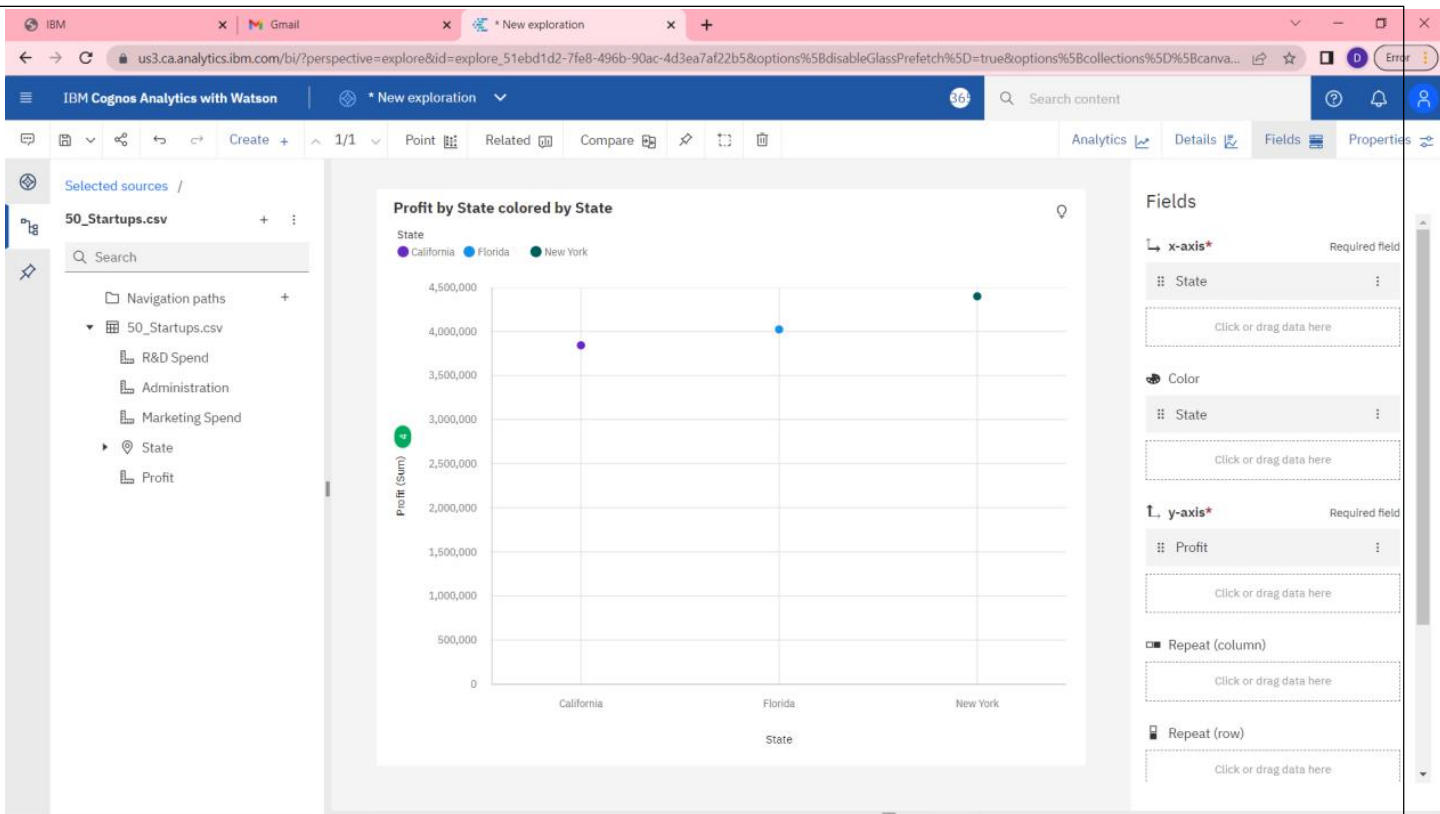 IBM
Gmail
* New exploration
us3.ca.analytics.ibm.com/bi/?perspective=explore&id=explore_51ebd1d2-7fe8-496b-90ac-4d3ea7af22b5&options%5BdisableGlassPrefetch%5D=true&options%5Bcollections%5D%5Bcanva...
D
Error
IBM Cognos Analytics with Watson
* New exploration
Search content
Create +
1/1
Point
Related
Compare
Analytics
Details
Fields
Properties
Selected sources /
50_Startups.csv
Search
Navigation paths
50_Startups.csv
R&D Spend
Administration
Marketing Spend
State
Profit
Profit by State colored by State
State
California
Florida
New York
4,500,000
4,000,000
3,500,000
3,000,000
2,500,000
2,000,000
1,500,000
1,000,000
500,000
0
Profit (Sum)
California
Florida
New York
State
Fields
x-axis*
Required field
State
Click or drag data here
Color
State
Click or drag data here
y-axis*
Required field
Profit
Click or drag data here
Repeat (column)
Click or drag data here
Repeat (row)
Click or drag data here